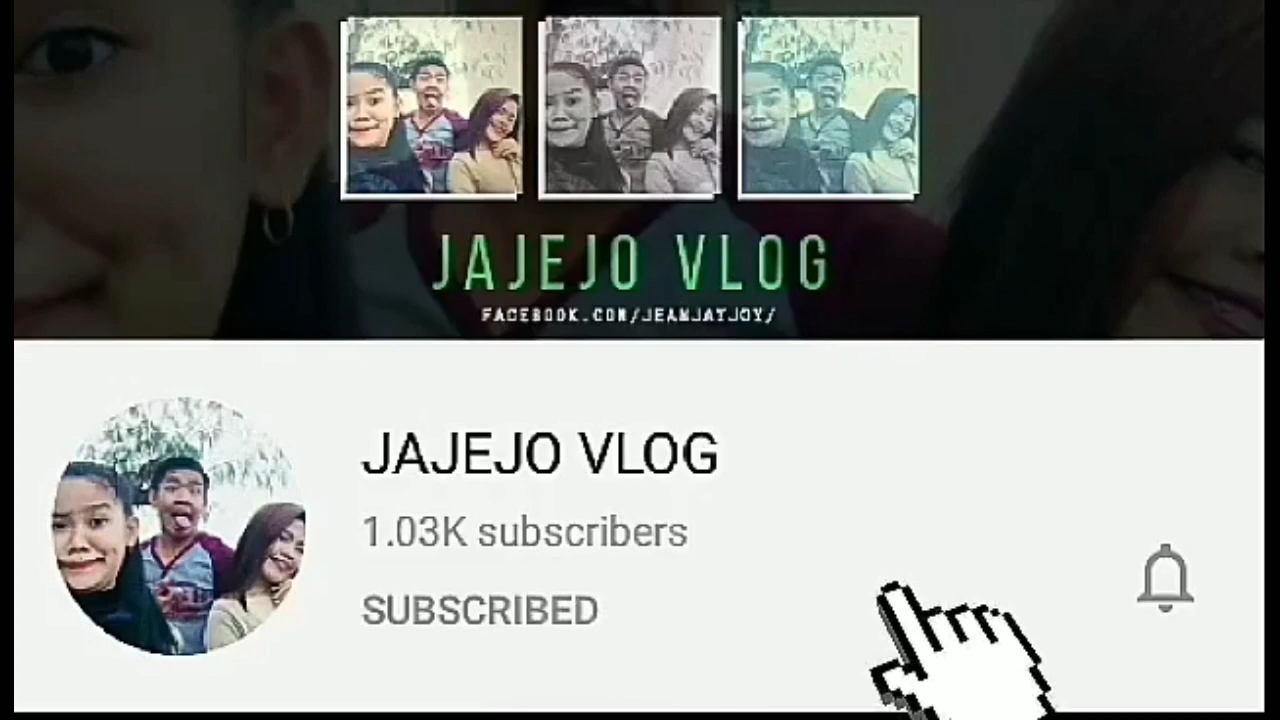 JAJEJO VLOG
FACEBOOK.COM/JEANJAYJOY/
JAJEJO VLOG
1.03K subscribers
SUBSCRIBED